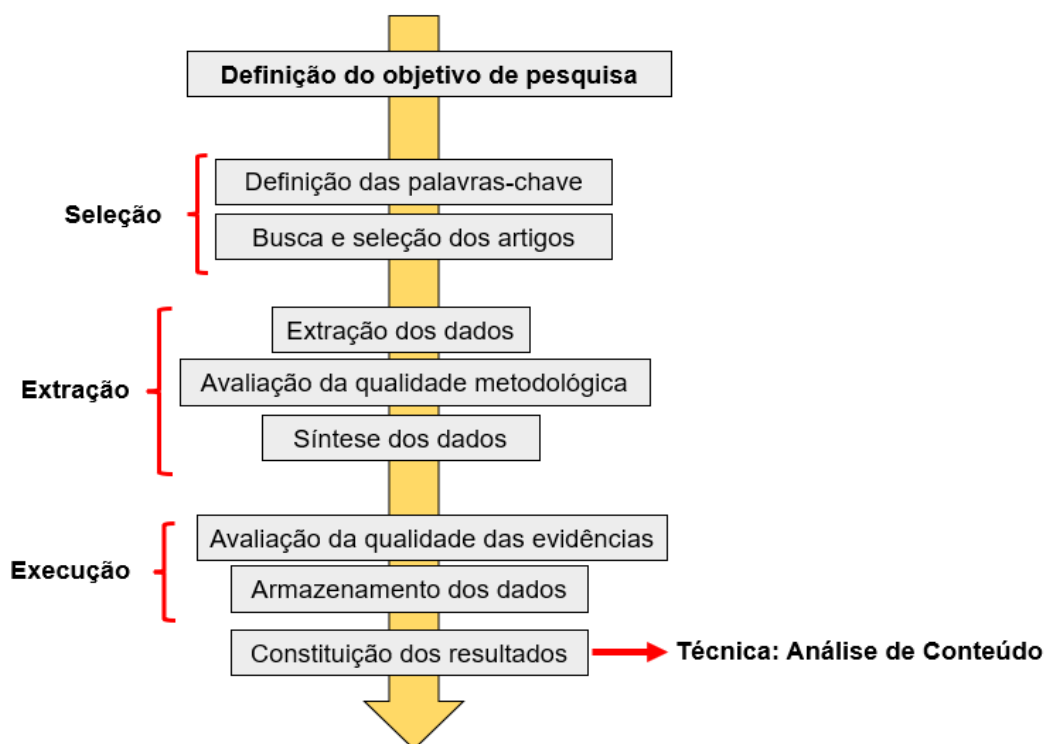 Definição do objetivo de pesquisa
Seleção
Definição das palavras-chave
Busca e seleção dos artigos
Extração
Extração dos dados
Avaliação da qualidade metodológica
Síntese dos dados
Execução
Avaliação da qualidade das evidências
Armazenamento dos dados
Constituição dos resultados
Técnica: Análise de Conteúdo